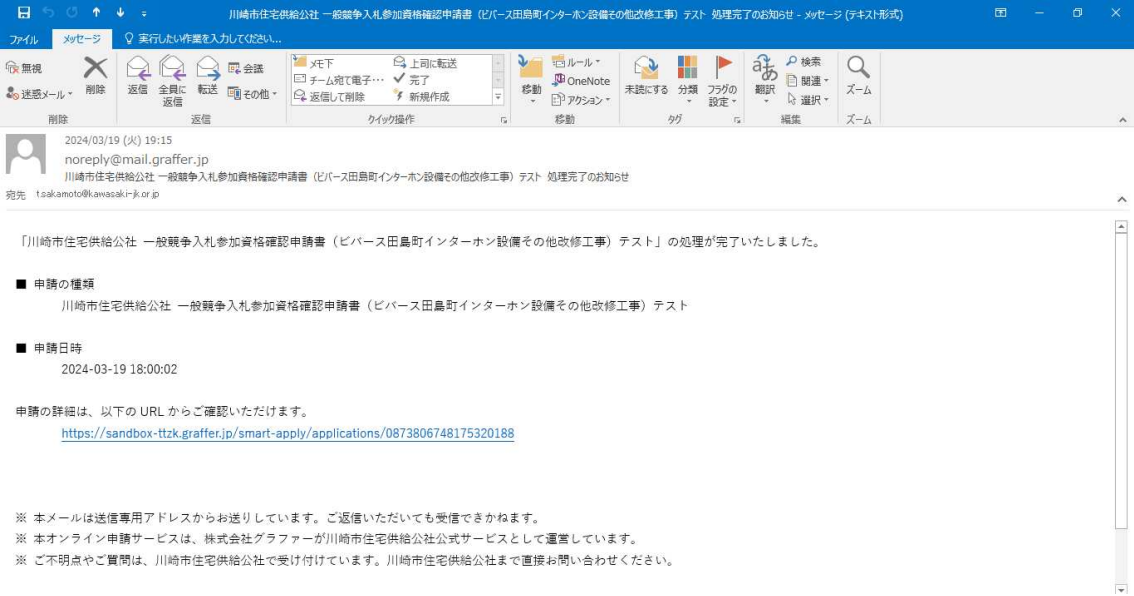 川崎市住宅供給公社 一般競争入札参加資格確認申請書（ビバース田島町インターホン設備その他改修工事）テスト 処理完了のお知らせ - メッセージ (テキスト形式)
ファイル メッセージ 実行したい作業を入力してください...
無視
迷惑メール
削除
削除
返信 全員に返信 転送
会議
その他
返信
メモ下
チーム宛て電子…
返信して削除
上司に転送
完了
新規作成
クイック操作
移動
ルール
OneNote
アクション
移動
未読にする 分類 フラグの設定
タグ
翻訳
検索
関連
選択
編集
ズーム
ズーム
2024/03/19 (火) 19:15
noreply@mail.graffer.jp
川崎市住宅供給公社 一般競争入札参加資格確認申請書（ビバース田島町インターホン設備その他改修工事）テスト 処理完了のお知らせ
宛先 t.sakamoto@kawasaki-jk.or.jp
「川崎市住宅供給公社 一般競争入札参加資格確認申請書（ビバース田島町インターホン設備その他改修工事）テスト」の処理が完了いたしました。
■ 申請の種類
川崎市住宅供給公社 一般競争入札参加資格確認申請書（ビバース田島町インターホン設備その他改修工事）テスト
■ 申請日時
2024-03-19 18:00:02
申請の詳細は、以下の URL からご確認いただけます。
https://sandbox-ttzk.graffer.jp/smart-apply/applications/0873806748175320188
※ 本メールは送信専用アドレスからお送りしています。ご返信いただいても受信できかねます。
※ 本オンライン申請サービスは、株式会社グラファーが川崎市住宅供給公社公式サービスとして運営しています。
※ ご不明点やご質問は、川崎市住宅供給公社で受け付けています。川崎市住宅供給公社まで直接お問い合わせください。